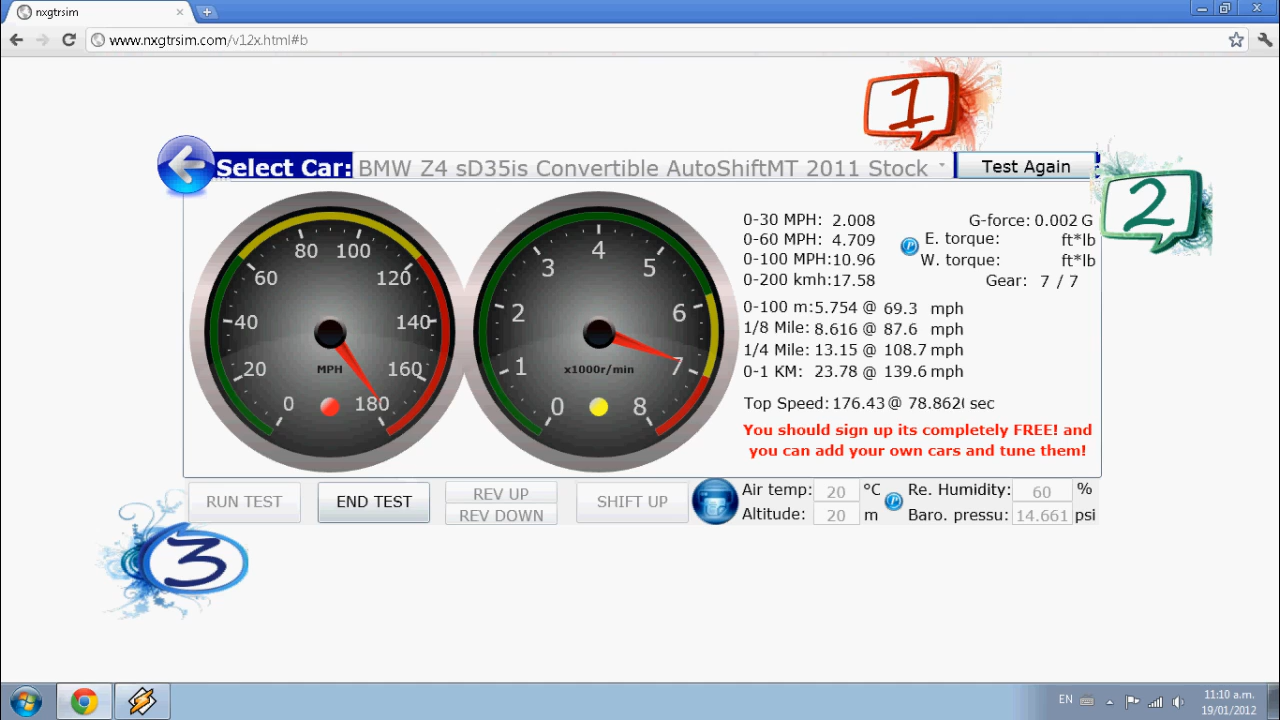 nxgtrsim
www.nxgtrsim.com/v12x.html#b
1
Select Car: BMW Z4 sD35is Convertible AutoShiftMT 2011 Stock Test Again
2
0 20 40 60 80 100 120 140 160 180
MPH
0 1 2 3 4 5 6 7 8
x1000r/min
0-30 MPH: 2.008 G-force: 0.002 G
0-60 MPH: 4.709 E. torque: ft*lb
0-100 MPH: 10.96 W. torque: ft*lb
0-200 kmh: 17.58 Gear: 7 / 7
0-100 m: 5.754 @ 69.3 mph
1/8 Mile: 8.616 @ 87.6 mph
1/4 Mile: 13.15 @ 108.7 mph
0-1 KM: 23.78 @ 139.6 mph
Top Speed: 176.43 @ 78.862 sec
You should sign up its completely FREE! and
you can add your own cars and tune them!
RUN TEST END TEST REV UP SHIFT UP Air temp: 20 °C P Re. Humidity: 60 %
REV DOWN Altitude: 20 m Baro. pressu: 14.661 psi
3
EN 11:10 a.m.
19/01/2012